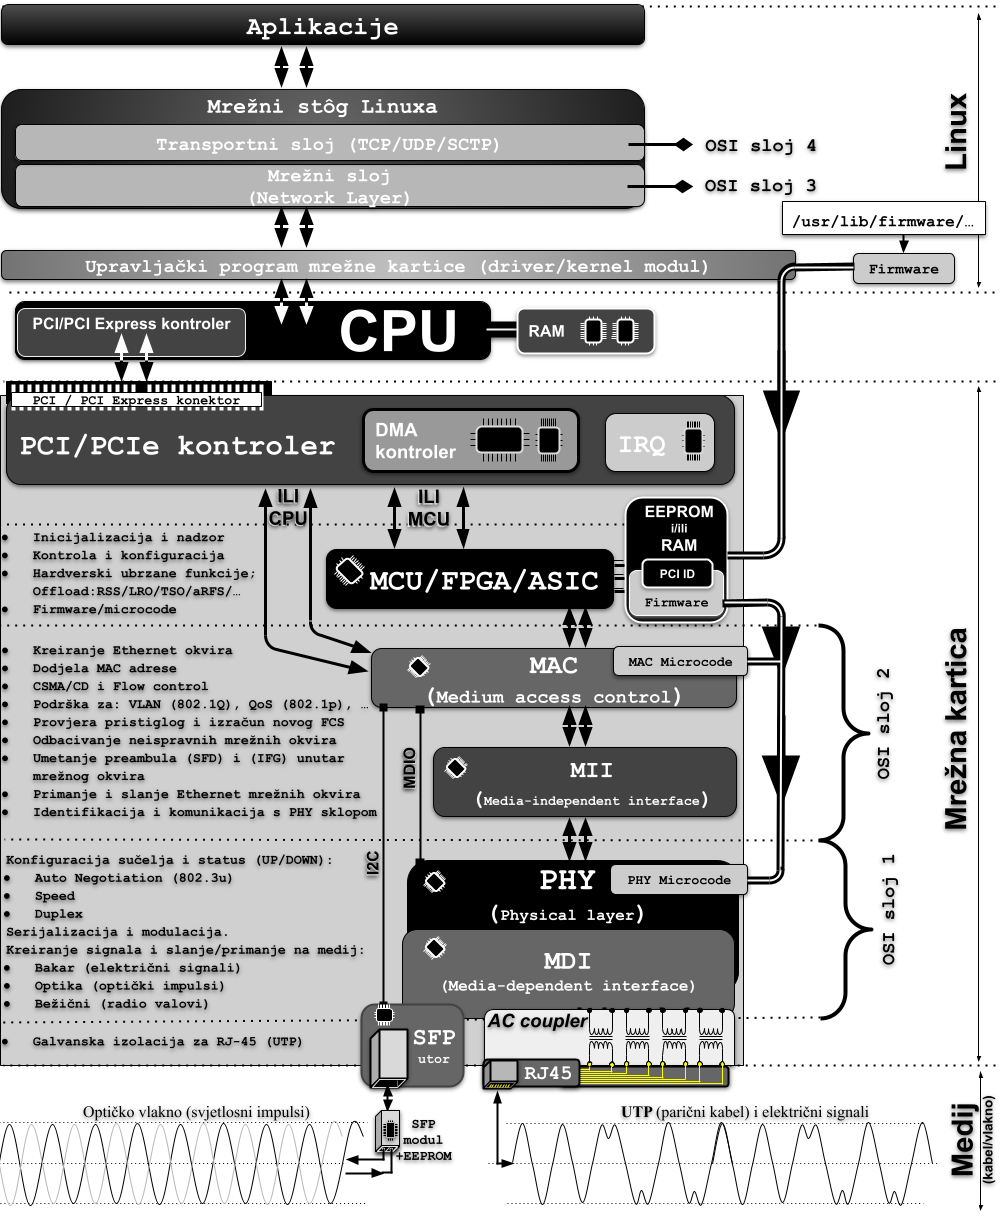 Aplikacije
Mrežni stôg Linuxa
Transportni sloj (TCP/UDP/SCTP)
OSI sloj 4
Mrežni sloj
(Network Layer)
OSI sloj 3
Linux
/usr/lib/firmware/…
Upravljački program mrežne kartice (driver/kernel modul)
Firmware
PCI/PCI Express kontroler
CPU
RAM
PCI / PCI Express konektor
PCI/PCIe kontroler
DMA
kontroler
IRQ
ILI
CPU
ILI
MCU
EEPROM
i/ili
RAM
PCI ID
Firmware
MCU/FPGA/ASIC
Inicijalizacija i nadzor
Kontrola i konfiguracija
Hardverski ubrzane funkcije;
Offload:RSS/LRO/TSO/aRFS/…
Firmware/microcode
Kreiranje Ethernet okvira
Dodjela MAC adrese
CSMA/CD i Flow control
Podrška za: VLAN (802.1Q), QoS (802.1p), …
Provjera pristiglog i izračun novog FCS
Odbacivanje neispravnih mrežnih okvira
Umetanje preambula (SFD) i (IFG) unutar
mrežnog okvira
Primanje i slanje Ethernet mrežnih okvira
Identifikacija i komunikacija s PHY sklopom
MAC
(Medium access control)
MAC Microcode
MDIO
I2C
MII
(Media-independent interface)
OSI sloj 2
Mrežna kartica
Konfiguracija sučelja i status (UP/DOWN):
Auto Negotiation (802.3u)
Speed
Duplex
Serijalizacija i modulacija.
Kreiranje signala i slanje/primanje na medij:
Bakar (električni signali)
Optika (optički impulsi)
Bežični (radio valovi)
PHY
(Physical layer)
PHY Microcode
MDI
(Media-dependent interface)
OSI sloj 1
Galvanska izolacija za RJ-45 (UTP)
SFP
utor
AC coupler
RJ45
Optičko vlakno (svjetlosni impulsi)
SFP
modul
+EEPROM
UTP (parični kabel) i električni signali
Medij
(kabel/vlakno)